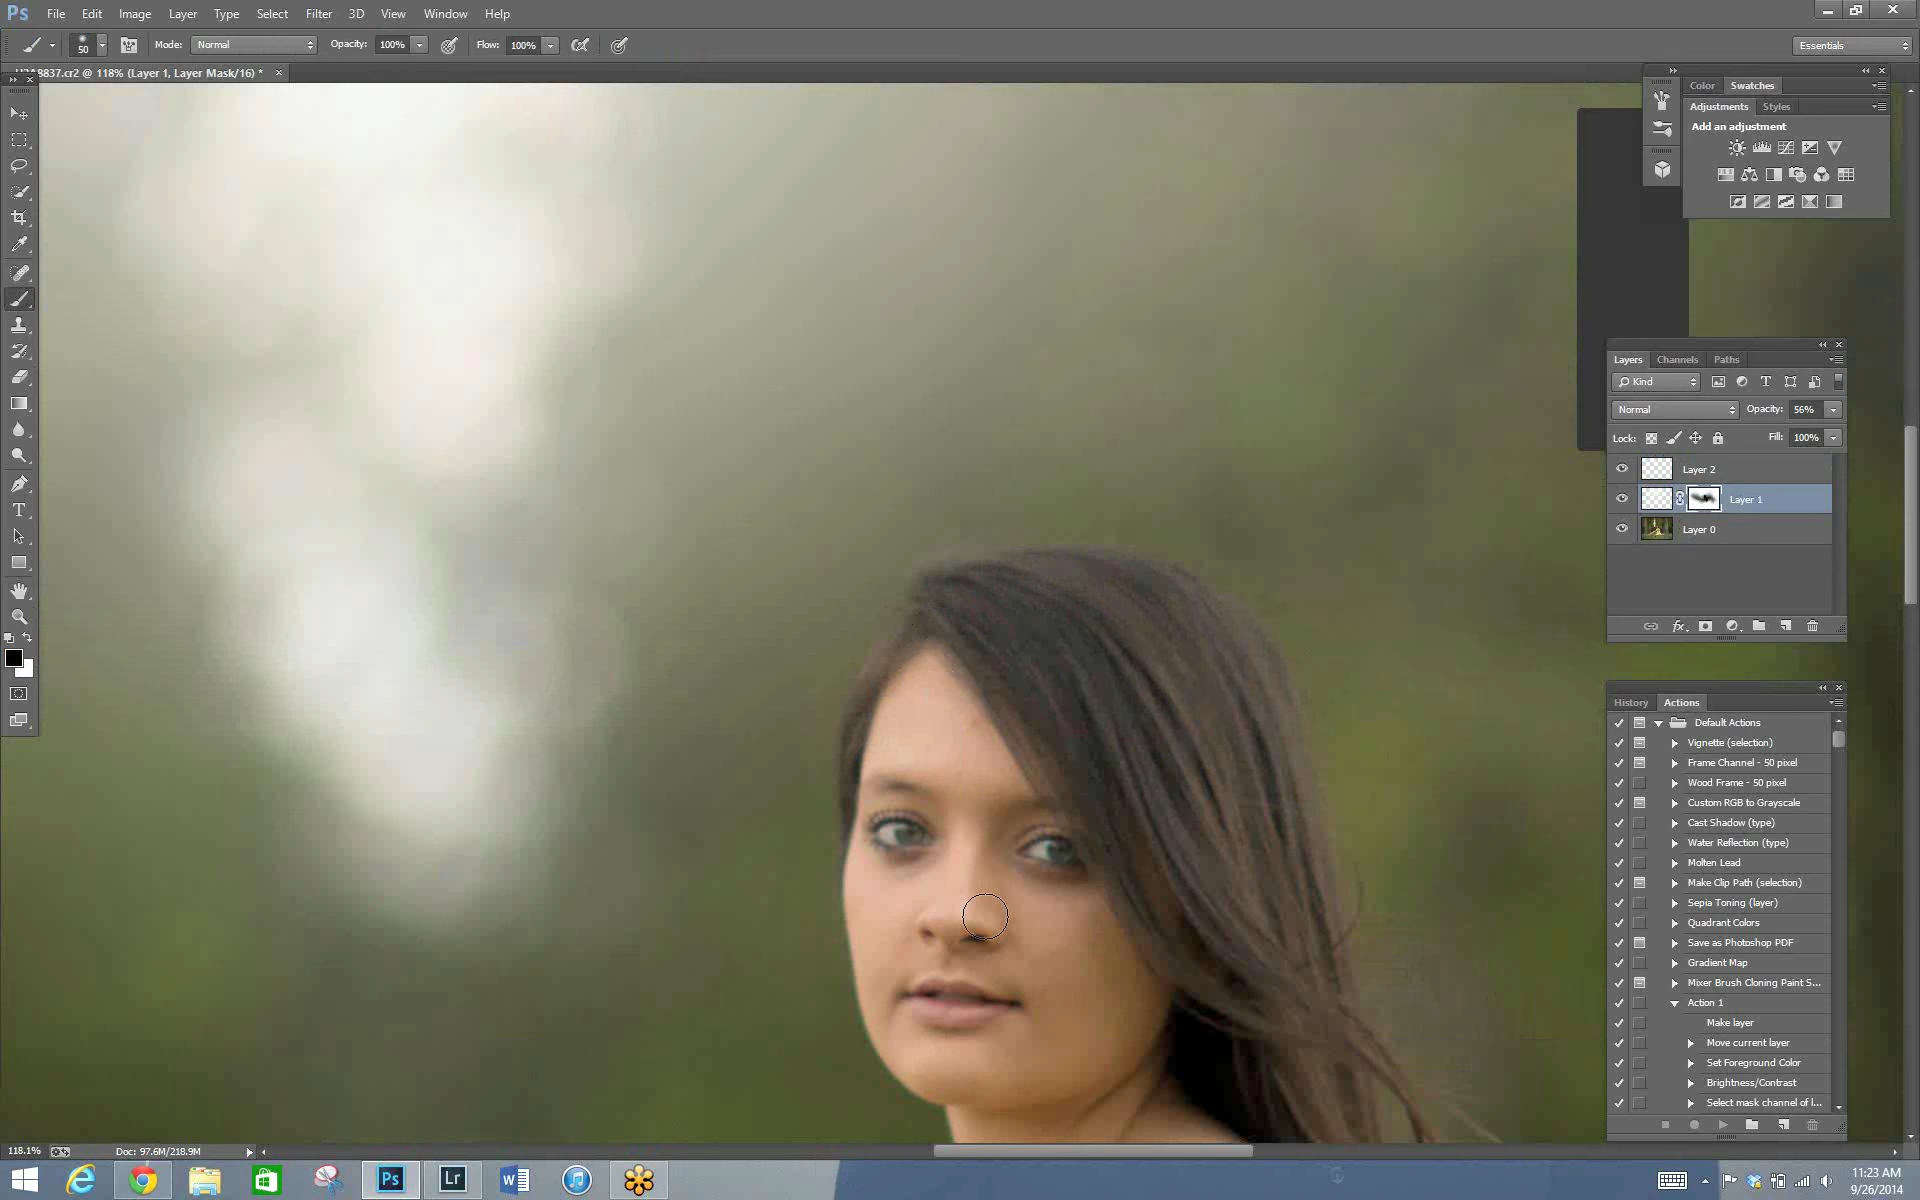 Ps File Edit Image Layer Type Select Filter 3D View Window Help
50 Mode: Normal Opacity: 100% Flow: 100% Essentials
8837.cr2 @ 118% (Layer 1, Layer Mask/16) *
Color Swatches
Adjustments Styles
Add an adjustment
Layers Channels Paths
Kind
Normal Opacity: 56%
Lock: Fill: 100%
Layer 2
Layer 1
Layer 0
History Actions
Default Actions
Vignette (selection)
Frame Channel - 50 pixel
Wood Frame - 50 pixel
Custom RGB to Grayscale
Cast Shadow (type)
Water Reflection (type)
Molten Lead
Make Clip Path (selection)
Sepia Toning (layer)
Quadrant Colors
Save as Photoshop PDF
Gradient Map
Mixer Brush Cloning Paint S...
Action 1
Make layer
Move current layer
Set Foreground Color
Brightness/Contrast
Select mask channel of l...
118.1% Doc: 97.6M/218.9M
Ps Lr W
11:23 AM
9/26/2014